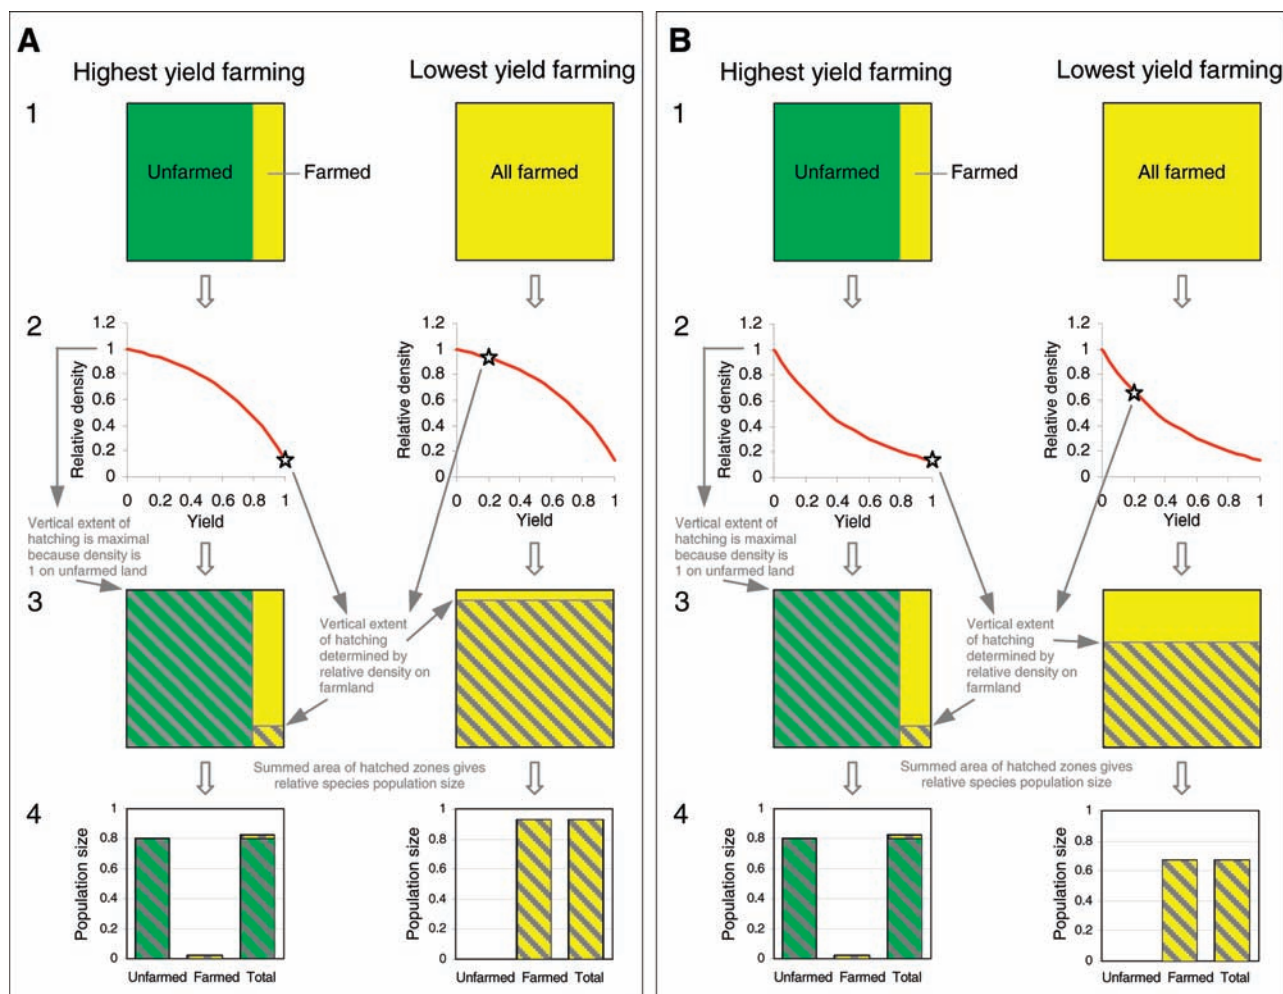 A
Highest yield farming
Lowest yield farming
1
Unfarmed
Farmed
All farmed
2
Relative density
1.2
1
0.8
0.6
0.4
0.2
0
0 0.2 0.4 0.6 0.8 1
Yield
Relative density
1.2
1
0.8
0.6
0.4
0.2
0
0 0.2 0.4 0.6 0.8 1
Yield
Vertical extent of
hatching is maximal
because density is
1 on unfarmed land
3
Vertical extent
of hatching
determined by
relative density on
farmland
Summed area of hatched zones gives
relative species population size
4
Population size
1
0.8
0.6
0.4
0.2
0
Unfarmed Farmed Total
Population size
1
0.8
0.6
0.4
0.2
0
Unfarmed Farmed Total
B
Highest yield farming
Lowest yield farming
1
Unfarmed
Farmed
All farmed
2
Relative density
1.2
1
0.8
0.6
0.4
0.2
0
0 0.2 0.4 0.6 0.8 1
Yield
Relative density
1.2
1
0.8
0.6
0.4
0.2
0
0 0.2 0.4 0.6 0.8 1
Yield
Vertical extent of
hatching is maximal
because density is
1 on unfarmed land
3
Vertical extent
of hatching
determined by
relative density on
farmland
Summed area of hatched zones gives
relative species population size
4
Population size
1
0.8
0.6
0.4
0.2
0
Unfarmed Farmed Total
Population size
1
0.8
0.6
0.4
0.2
0
Unfarmed Farmed Total